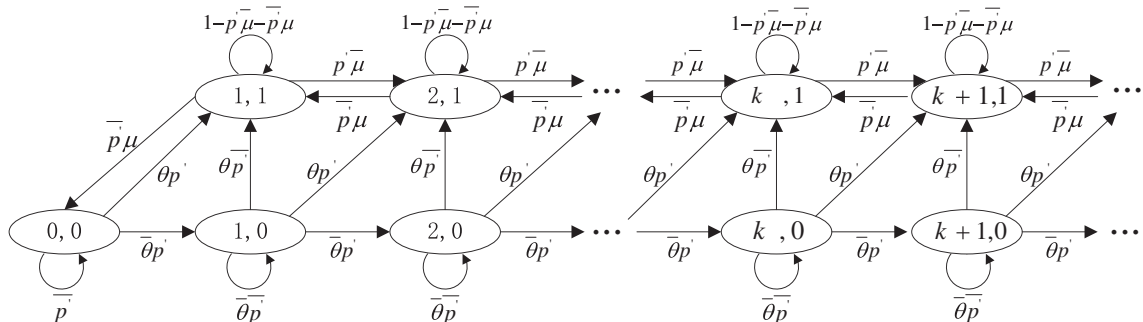 1−p'μ̅−p̅'μ 1−p'μ̅−p̅'μ 1−p'μ̅−p̅'μ 1−p'μ̅−p̅'μ
p'μ̅ p'μ̅ p'μ̅ p'μ̅ p'μ̅
1,1 2,1 ••• k ,1 k+1,1 •••
p̅'μ p̅'μ p̅'μ p̅'μ p̅'μ
p̅'μ θp' θp̅' θp' θp̅' θp' θp' θp̅' θp' θp̅' θp'
0,0 1,0 2,0 ••• k ,0 k+1,0 •••
θ̅p' θ̅p' θ̅p' θ̅p' θ̅p' θ̅p'
p̅' θ̅p̅' θ̅p̅' θ̅p̅' θ̅p̅'